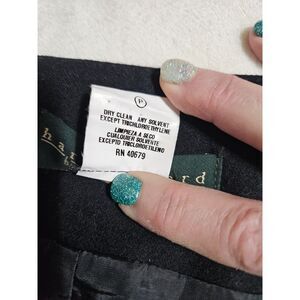 P
DRY CLEAN ANY SOLVENT
EXCEPT TRICHLOROETHYLENE
LIMPIEZA A SECO
CUALQUIER SOLVENTE
EXCEPTO TRICLOROETILENO
RN 40679